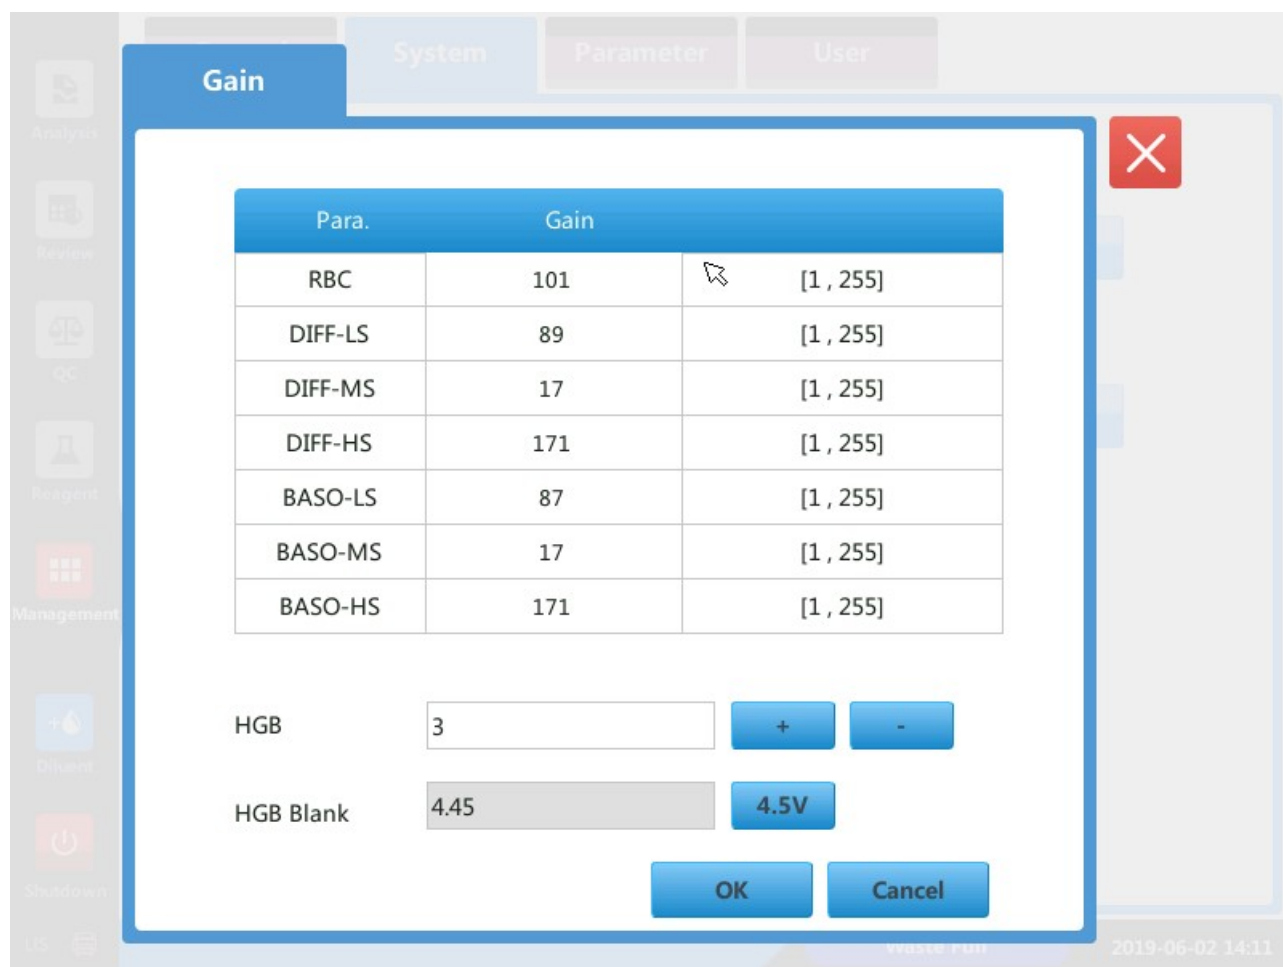 System Parameter User
Gain
Analysis
Review
QC
Reagent
Management
Diluent
Shutdown
Para. Gain
RBC 101 [1 , 255]
DIFF-LS 89 [1 , 255]
DIFF-MS 17 [1 , 255]
DIFF-HS 171 [1 , 255]
BASO-LS 87 [1 , 255]
BASO-MS 17 [1 , 255]
BASO-HS 171 [1 , 255]
HGB 3 + -
HGB Blank 4.45 4.5V
OK Cancel
LIS Waste Full 2019-06-02 14:11